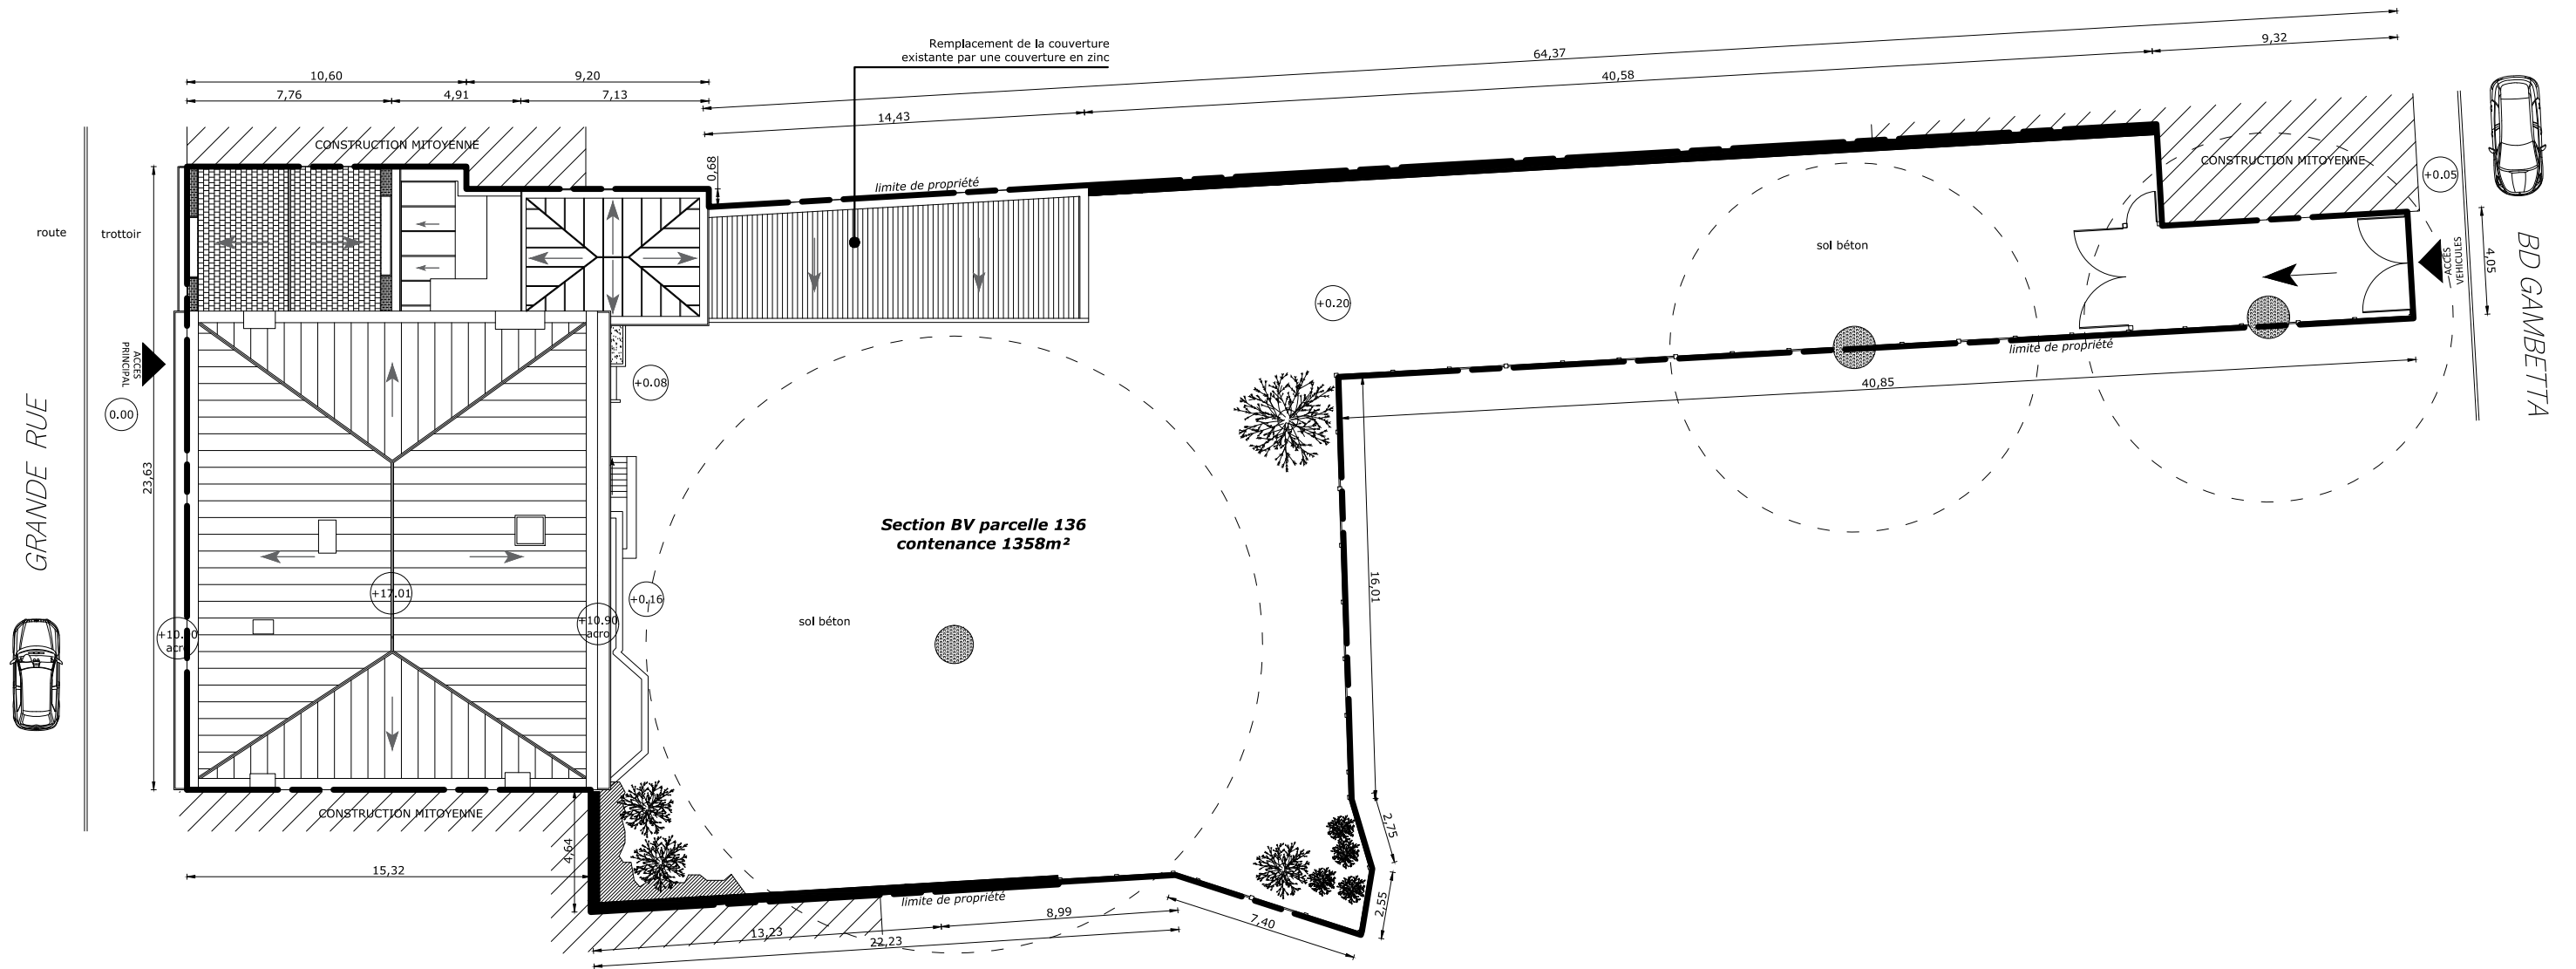 64,37
9,32
40,58
14,43
Remplacement de la couverture
existante par une couverture en zinc
10,60
9,20
7,76
4,91
7,13
0,68
CONSTRUCTION MITOYENNE
limite de propriété
CONSTRUCTION MITOYENNE
+0.05
route
trottoir
sol béton
ACCES
VEHICULES
4,05
BD GAMBETTA
+0.20
limite de propriété
40,85
ACCES
PRINCIPAL
0.00
+0.08
GRANDE RUE
23,63
Section BV parcelle 136
contenance 1358m²
16,01
+17.01
+0.16
+10.90
acro
acro
sol béton
CONSTRUCTION MITOYENNE
4,64
15,32
2,75
2,55
limite de propriété
8,99
7,40
13,23
22,23